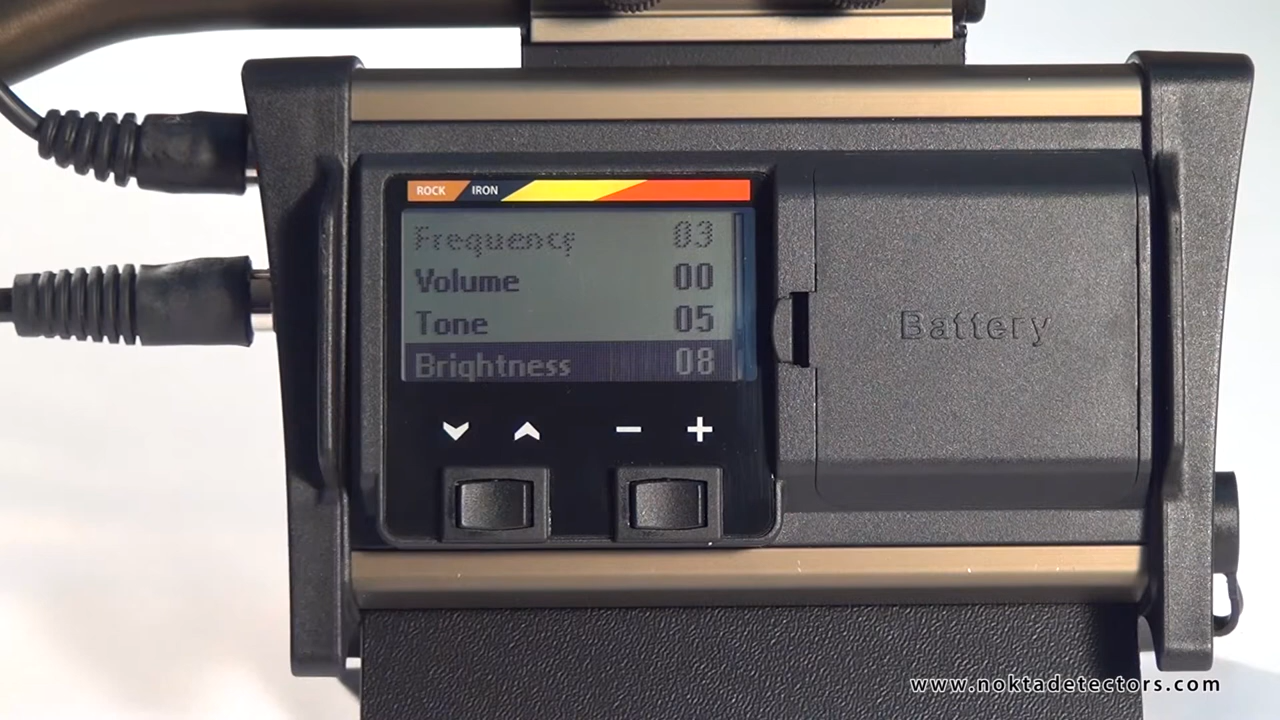 ROCK IRON
Frequency 03
Volume 00
Tone 05
Brightness 08
Battery
www.noktadetectors.com